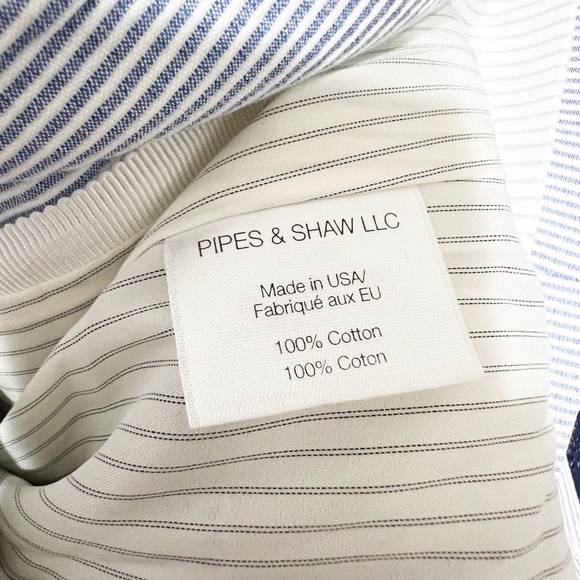 PIPES & SHAW LLC
Made in USA/
Fabriqué aux EU
100% Cotton
100% Coton